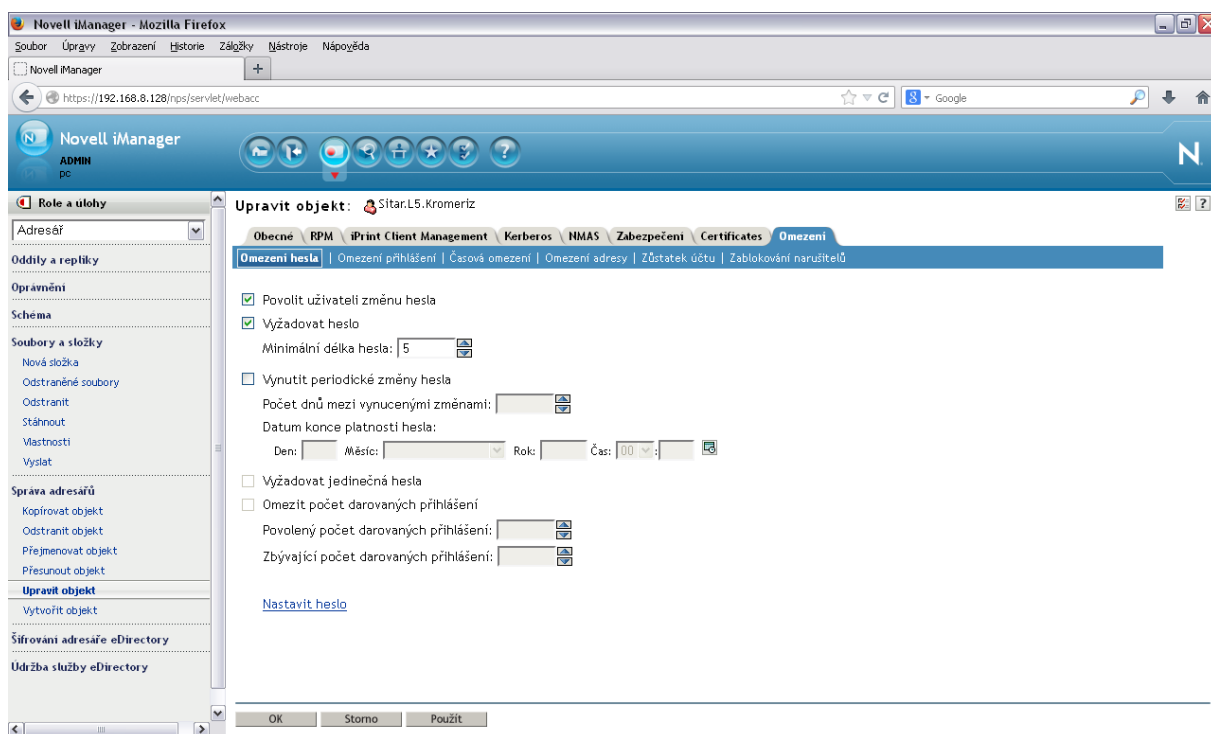 Novell iManager - Mozilla Firefox
Soubor Úpravy Zobrazení Historie Záložky Nástroje Nápověda
Novell iManager +
https://192.168.8.128/nps/servlet/webacc
Google
Novell iManager
ADMIN
pc
N
Role a úlohy
Adresář
Oddíly a repliky
Oprávnění
Schéma
Soubory a složky
Nová složka
Odstraněné soubory
Odstranit
Stáhnout
Vlastnosti
Vyslat
Správa adresářů
Kopírovat objekt
Odstranit objekt
Přejmenovat objekt
Přesunout objekt
Upravit objekt
Vytvořit objekt
Šifrování adresáře eDirectory
Údržba služby eDirectory
Upravit objekt: Sitar.L5.Kromeriz
Obecné RPM iPrint Client Management Kerberos NMAS Zabezpečení Certificates Omezení
Omezení hesla | Omezení přihlášení | Časová omezení | Omezení adresy | Zůstatek účtu | Zablokování narušitelů
Povolit uživateli změnu hesla
Vyžadovat heslo
Minimální délka hesla: 5
Vynutit periodické změny hesla
Počet dnů mezi vynucenými změnami:
Datum konce platnosti hesla:
Den: Měsíc: Rok: Čas: 00 :
Vyžadovat jedinečná hesla
Omezit počet darovaných přihlášení
Povolený počet darovaných přihlášení:
Zbývající počet darovaných přihlášení:
Nastavit heslo
OK Storno Použít